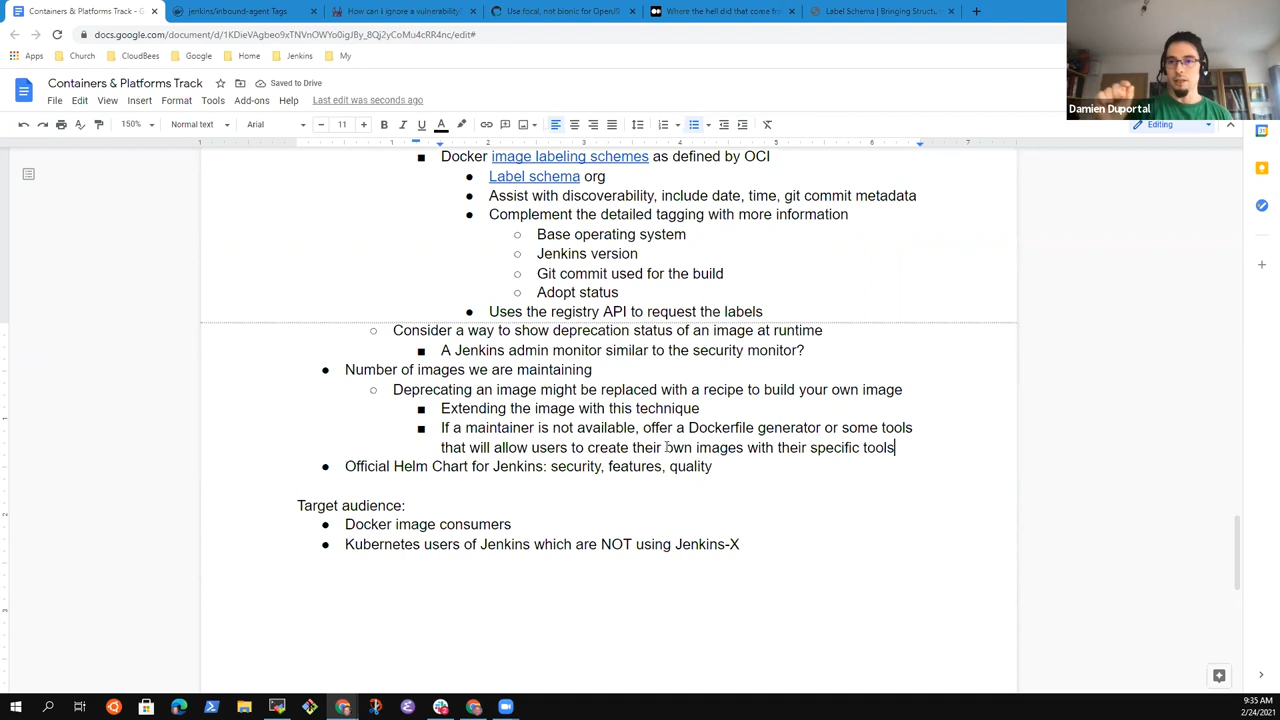 Containers & Platforms Track - G
jenkins/inbound-agent Tags
How can i ignore a vulnerability?
Use focal, not bionic for OpenJ
Where the hell did that come fro
Label Schema | Bringing Structu
docs.google.com/document/d/1KDieVAgbeo9xTNVnOWYo0igJ8y_8Qj2yCoMu4cRR4nc/edit#
Apps
Church
CloudBees
Google
Home
Jenkins
My
Damien Duportal
Containers & Platforms Track
Saved to Drive
File Edit View Insert Format Tools Add-ons Help Last edit was seconds ago
150% Normal text Arial 11 B I U A Editing
1 1 2 3 4 5 6 7
■ Docker image labeling schemes as defined by OCI
● Label schema org
● Assist with discoverability, include date, time, git commit metadata
● Complement the detailed tagging with more information
○ Base operating system
○ Jenkins version
○ Git commit used for the build
○ Adopt status
● Uses the registry API to request the labels
○ Consider a way to show deprecation status of an image at runtime
■ A Jenkins admin monitor similar to the security monitor?
● Number of images we are maintaining
○ Deprecating an image might be replaced with a recipe to build your own image
■ Extending the image with this technique
■ If a maintainer is not available, offer a Dockerfile generator or some tools
that will allow users to create their own images with their specific tools
● Official Helm Chart for Jenkins: security, features, quality
Target audience:
● Docker image consumers
● Kubernetes users of Jenkins which are NOT using Jenkins-X
9:35 AM
2/24/2021